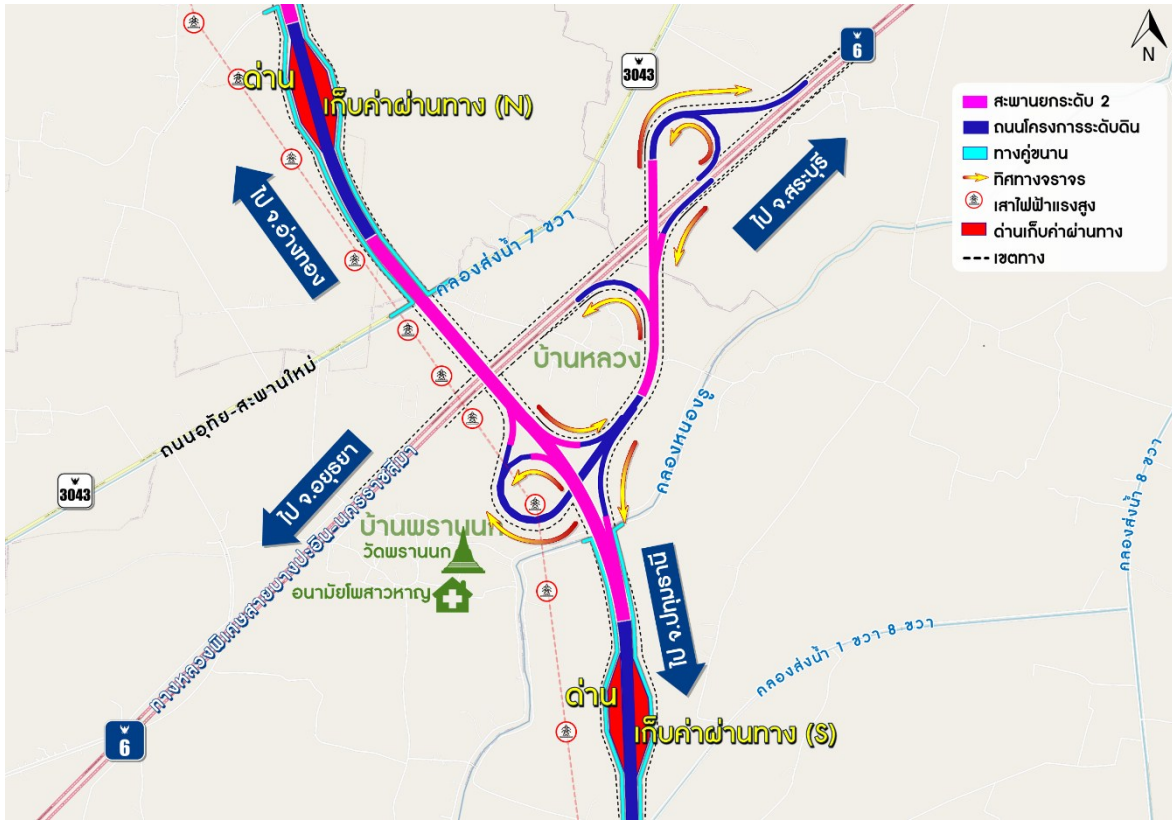 6
N
3043
ด่าน
เก็บค่าผ่านทาง (N)
สะพานยกระดับ 2
ถนนโครงการระดับดิน
ทางคู่ขนาน
ทิศทางจราจร
เสาไฟฟ้าแรงสูง
ด่านเก็บค่าผ่านทาง
เขตทาง
ไป จ.อ่างทอง
ไป จ.สระบุรี
คลองส่งน้ำ 7 ขวา
บ้านหลวง
ถนนอุทัย-สะพานใหม่
คลองหนองรู
3043
ไป จ.อยุธยา
ทางหลวงพิเศษสายบางปะอิน-นครราชสีมา
บ้านพรานนก
วัดพรานนก
อนามัยโพสาวหาญ
ไป จ.ปทุมธานี
คลองส่งน้ำ 8 ขวา
คลองส่งน้ำ 1 ขวา 8 ขวา
ด่าน
เก็บค่าผ่านทาง (S)
6